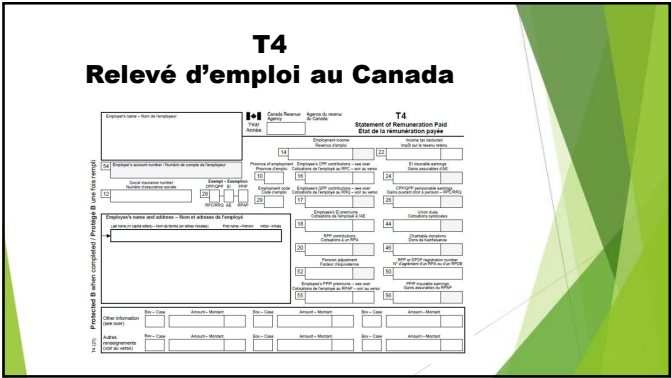 T4
Relevé d’emploi au Canada
Employer's name – Nom de l'employeur
Canada Revenue Agency
Agence du revenu du Canada
Year
Année
T4
Statement of Remuneration Paid
État de la rémunération payée
Employment income
Revenus d'emploi
14
Income tax deducted
Impôt sur le revenu retenu
22
54
Employer's account number / Numéro de compte de l'employeur
Province of employment
Province d'emploi
10
Employee's CPP contributions – see over
Cotisations de l'employé au RPC – voir au verso
16
EI insurable earnings
Gains assurables d'AE
24
Social insurance number
Numéro d'assurance sociale
12
Exempt – Exemption
CPP/QPP EI PPIP
28
RPC/RRQ AE RPAP
Employment code
Code d'emploi
29
Employee's QPP contributions – see over
Cotisations de l'employé au RRQ – voir au verso
17
CPP/QPP pensionable earnings
Gains ouvrant droit à pension – RPC/RRQ
26
Employee's name and address – Nom et adresse de l'employé
Last name (in capital letters) – Nom de famille (en lettres moulées)
First name – Prénom
Initial – Initiale
Employee's EI premiums
Cotisations de l'employé à l'AE
18
Union dues
Cotisations syndicales
44
RPP contributions
Cotisations à un RPA
20
Charitable donations
Dons de bienfaisance
46
Pension adjustment
Facteur d'équivalence
52
RPP or DPSP registration number
N° d'agrément d'un RPA ou d'un RPDB
50
Employee's PPIP premiums – see over
Cotisations de l'employé au RPAP – voir au verso
55
PPIP insurable earnings
Gains assurables du RPAP
56
Other information
(see over)
Box – Case
Amount – Montant
Box – Case
Amount – Montant
Box – Case
Amount – Montant
Autres
renseignements
(voir au verso)
Box – Case
Amount – Montant
Box – Case
Amount – Montant
Box – Case
Amount – Montant
Protected B when completed / Protégé B une fois rempli
T4 (21)